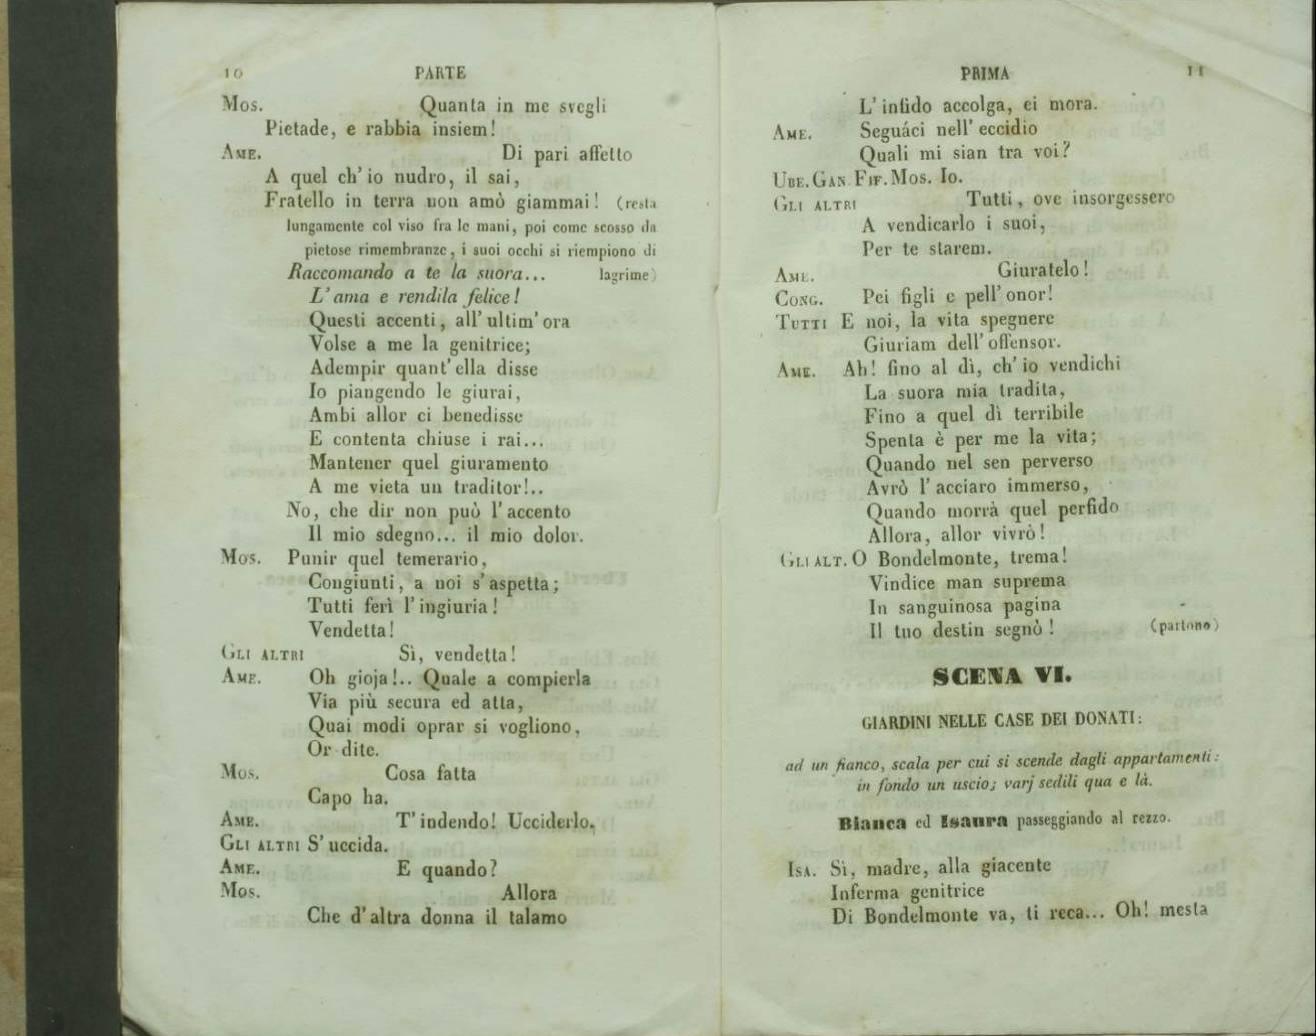 10 PARTE
Mos. Quanta in me svegli
Pietade, e rabbia insiem!
Ame. Di pari affetto
A quel ch' io nudro, il sai,
Fratello in terra non amò giammai! (resta
lungamente col viso fra le mani, poi come scosso da
pietose rimembranze, i suoi occhi si riempiono di
Raccomando a te la suora... lagrime)
L' ama e rendila felice!
Questi accenti, all' ultim' ora
Volse a me la genitrice;
Adempir quant' ella disse
Io piangendo le giurai,
Ambi allor ci benedisse
E contenta chiuse i rai...
Mantener quel giuramento
A me vieta un traditor!..
No, che dir non può l' accento
Il mio sdegno... il mio dolor.
Mos. Punir quel temerario,
Congiunti, a noi s' aspetta;
Tutti ferì l' ingiuria!
Vendetta!
Gli altri Sì, vendetta!
Ame. Oh gioja!.. Quale a compierla
Via più secura ed atta,
Quai modi oprar si vogliono,
Or dite.
Mos. Cosa fatta
Capo ha.
Ame. T' indendo! Ucciderlo.
Gli altri S' uccida.
Ame. E quando?
Mos. Allora
Che d' altra donna il talamo
PRIMA 11
L' infido accolga, ei mora.
Ame. Seguáci nell' eccidio
Quali mi sian tra voi?
Ube. Gan. Fif. Mos. Io.
Gli altri Tutti, ove insorgessero
A vendicarlo i suoi,
Per te starem.
Ame. Giuratelo!
Cong. Pei figli e pell' onor!
Tutti E noi, la vita spegnere
Giuriam dell' offensor.
Ame. Ah! fino al dì, ch' io vendichi
La suora mia tradita,
Fino a quel dì terribile
Spenta è per me la vita;
Quando nel sen perverso
Avrò l' acciaro immerso,
Quando morrà quel perfido
Allora, allor vivrò!
Gli alt. O Bondelmonte, trema!
Vindice man suprema
In sanguinosa pagina
Il tuo destin segnò! (partono)
SCENA VI.
GIARDINI NELLE CASE DEI DONATI:
ad un fianco, scala per cui si scende dagli appartamenti:
in fondo un uscio; varj sedili qua e là.
Bianca ed Isaura passeggiando al rezzo.
Isa. Sì, madre, alla giacente
Inferma genitrice
Di Bondelmonte va, ti reca... Oh! mesta